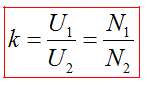 k = U₁/U₂ = N₁/N₂